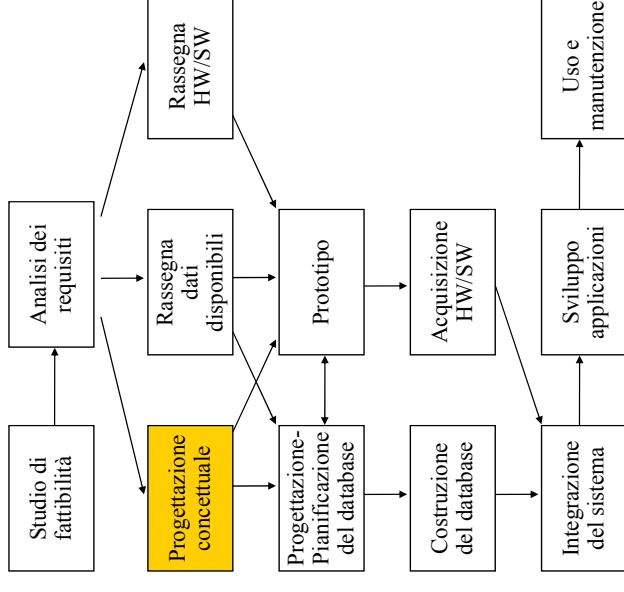 Studio di
fattibilità
Analisi dei
requisiti
Progettazione
concettuale
Rassegna
dati
disponibili
Rassegna
HW/SW
Progettazione-
Pianificazione
del database
Prototipo
Costruzione
del database
Acquisizione
HW/SW
Integrazione
del sistema
Sviluppo
applicazioni
Uso e
manutenzione